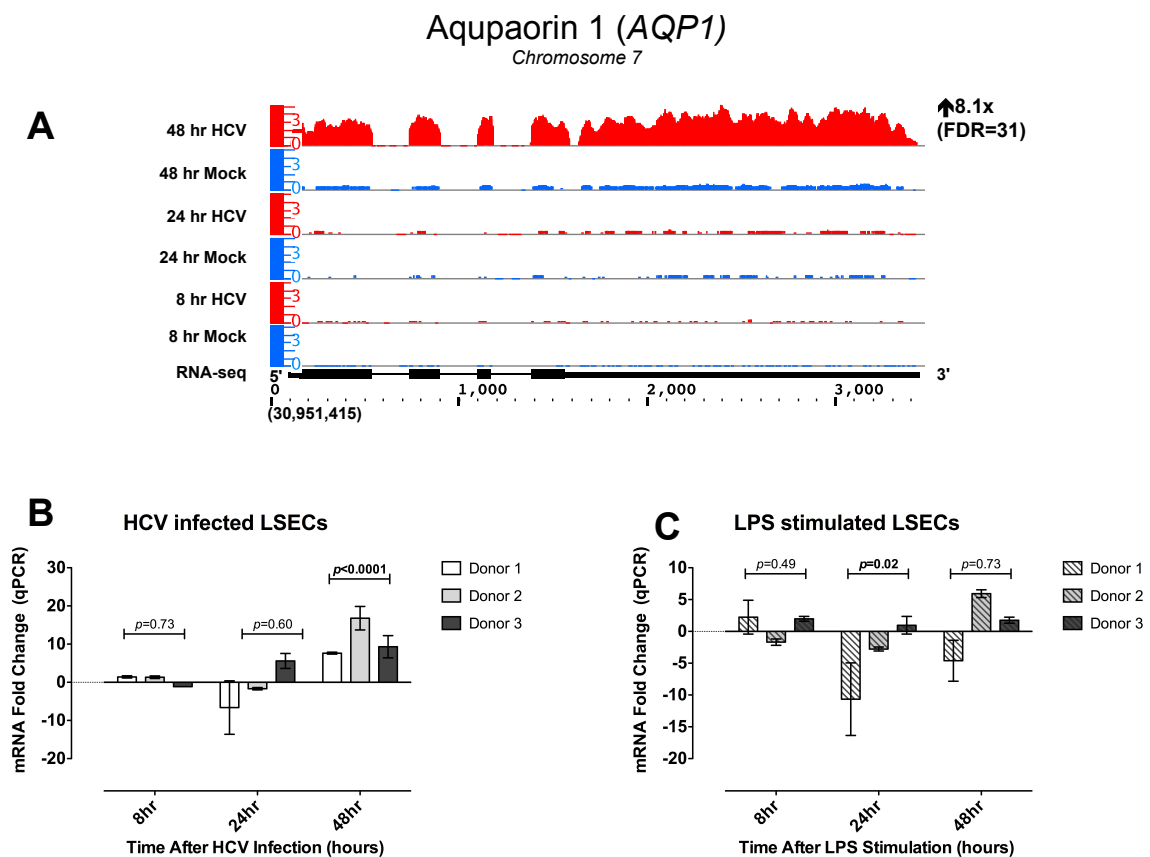 Aqupaorin 1 (AQP1)
Chromosome 7
A
48 hr HCV
3
0
↑8.1x
(FDR=31)
48 hr Mock
3
0
24 hr HCV
3
0
24 hr Mock
3
0
8 hr HCV
3
0
8 hr Mock
3
0
RNA-seq
5'
3'
0 1,000 2,000 3,000
(30,951,415)
B
HCV infected LSECs
mRNA Fold Change (qPCR)
30
20
10
0
-10
-20
p=0.73
p=0.60
p<0.0001
Donor 1
Donor 2
Donor 3
8hr 24hr 48hr
Time After HCV Infection (hours)
C
LPS stimulated LSECs
mRNA Fold Change (qPCR)
10
5
0
-5
-10
-15
-20
p=0.49
p=0.02
p=0.73
Donor 1
Donor 2
Donor 3
8hr 24hr 48hr
Time After LPS Stimulation (hours)